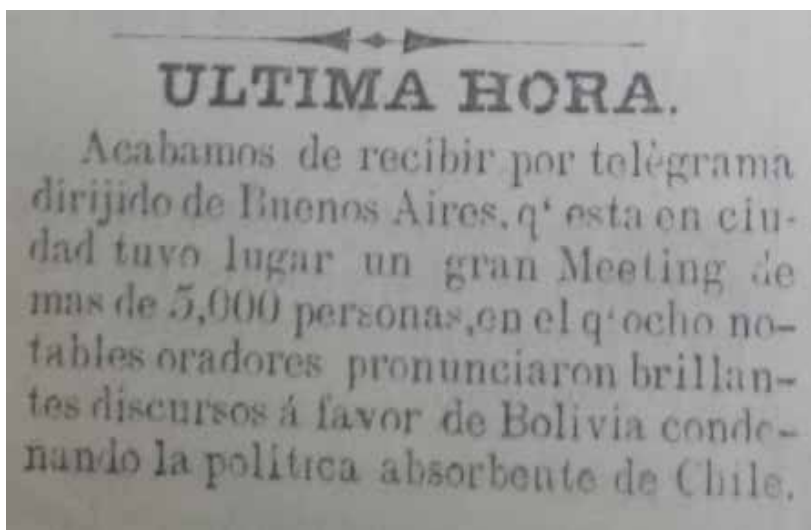 ULTIMA HORA.
Acabamos de recibir por telégrama
dirijido de Buenos Aires, q‘ esta en ciu-
dad tuvo lugar un gran Meeting de
mas de 5,000 personas, en el q‘ ocho no-
tables oradores pronunciaron brillan-
tes discursos á favor de Bolivia conde-
nando la politica absorbente de Chile.